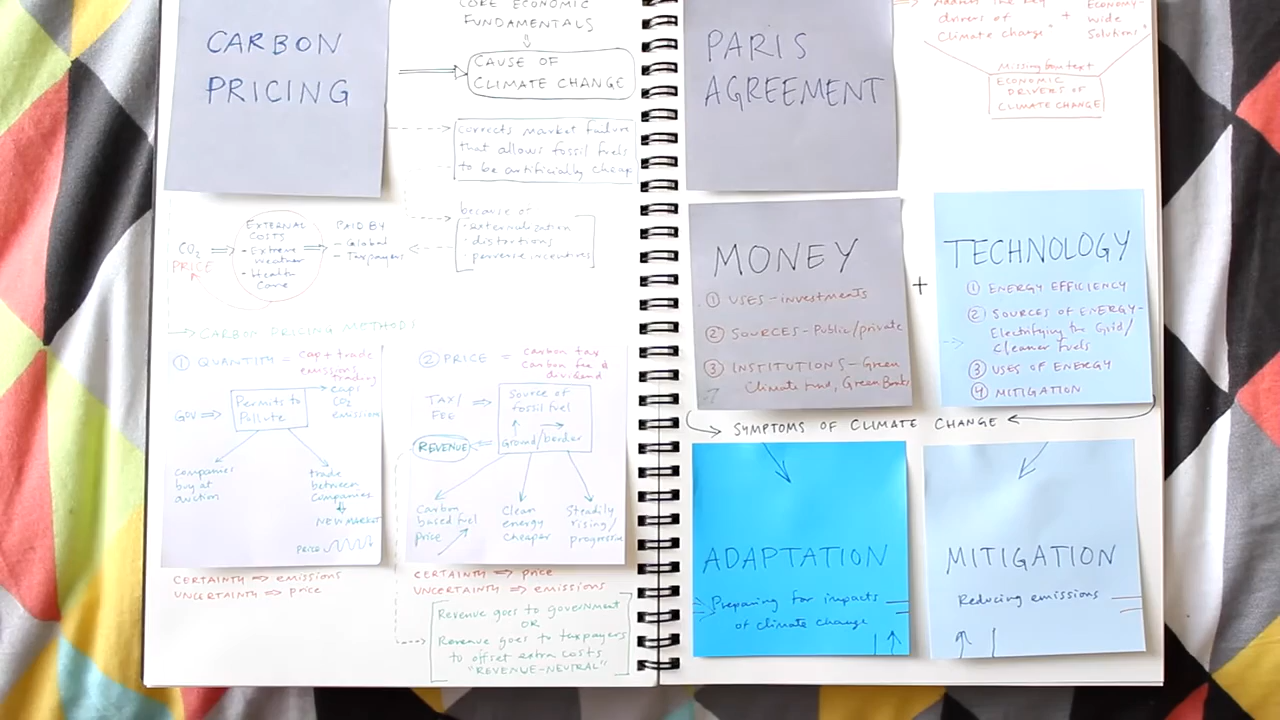 CORE ECONOMIC
FUNDAMENTALS
CARBON
PRICING
CAUSE OF
CLIMATE CHANGE
corrects market failure
that allows fossil fuels
to be artificially cheap
because of
• externalization
• distortions
• perverse incentives
CO2
PRICE
EXTERNAL
COSTS
- Extreme
weather
- Health
Care
PAID BY
- Global
- Taxpayers
CARBON PRICING METHODS
① QUANTITY = cap + trade
emissions
trading
Permits to
Pollute
caps
CO2
emissions
GOV
companies
buy at
auction
trade
between
companies
NEW MARKET
PRICE
CERTAINTY ⇒ emissions
UNCERTAINTY ⇒ price
② PRICE = carbon tax
carbon fee &
dividend
TAX/
FEE
Source of
fossil fuel
Ground/border
REVENUE
Carbon
based fuel
price
Clean
energy
cheaper
Steadily
rising/
progressive
CERTAINTY ⇒ price
UNCERTAINTY ⇒ emissions
Revenue goes to government
OR
Revenue goes to taxpayers
to offset extra costs
"REVENUE-NEUTRAL"
PARIS
AGREEMENT
Address the key
drivers of
Climate change
+
Economy-
wide
Solutions
Missing from text
ECONOMIC
DRIVERS OF
CLIMATE CHANGE
MONEY
① USES - investments
② SOURCES - Public/private
③ INSTITUTIONS - Green
Climate fund, Green Banks
+
TECHNOLOGY
① ENERGY EFFICIENCY
② SOURCES OF ENERGY -
Electrifying the Grid/
Cleaner fuels
③ USES OF ENERGY
④ MITIGATION
SYMPTOMS OF CLIMATE CHANGE
ADAPTATION
Preparing for impacts
of climate change
MITIGATION
Reducing emissions